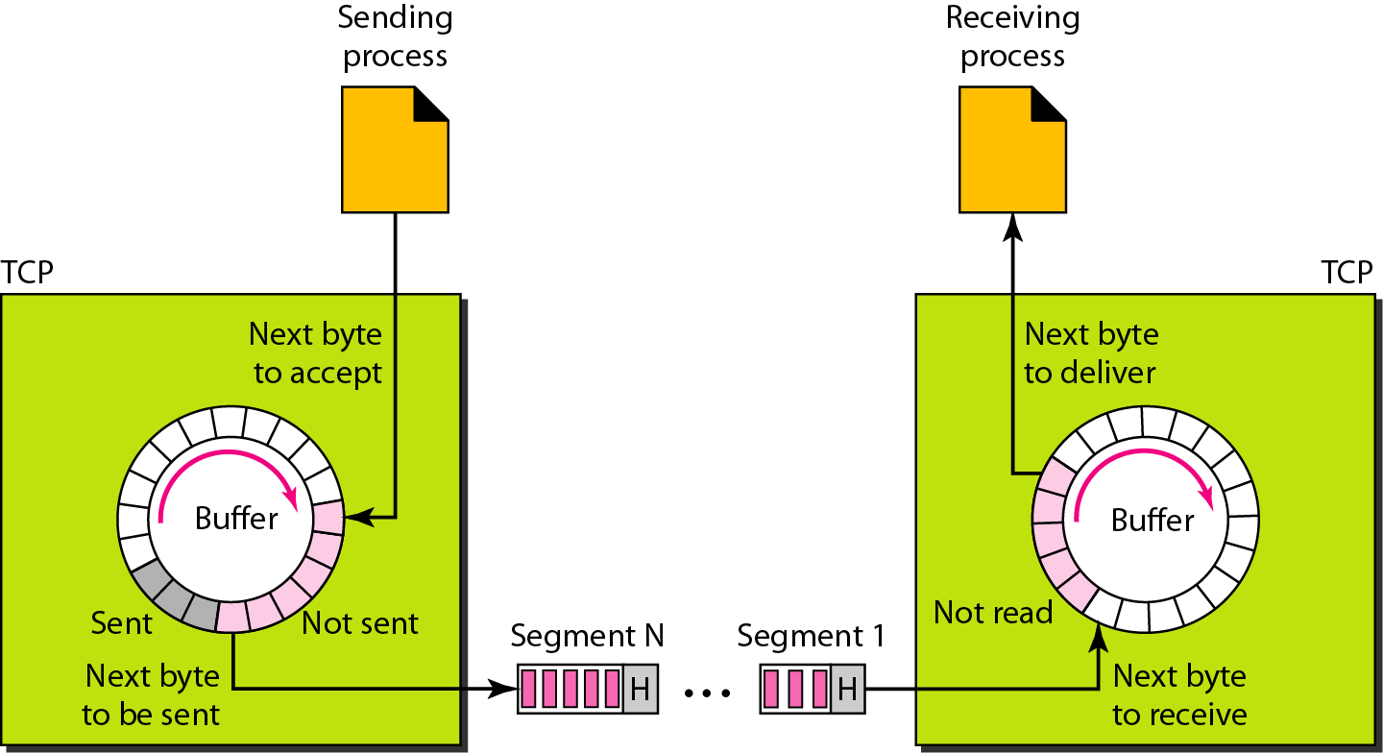 Sending
process
Receiving
process
TCP
TCP
Next byte
to accept
Next byte
to deliver
Buffer
Buffer
Sent
Not sent
Not read
Segment N
Segment 1
H
...
H
Next byte
to be sent
Next byte
to receive